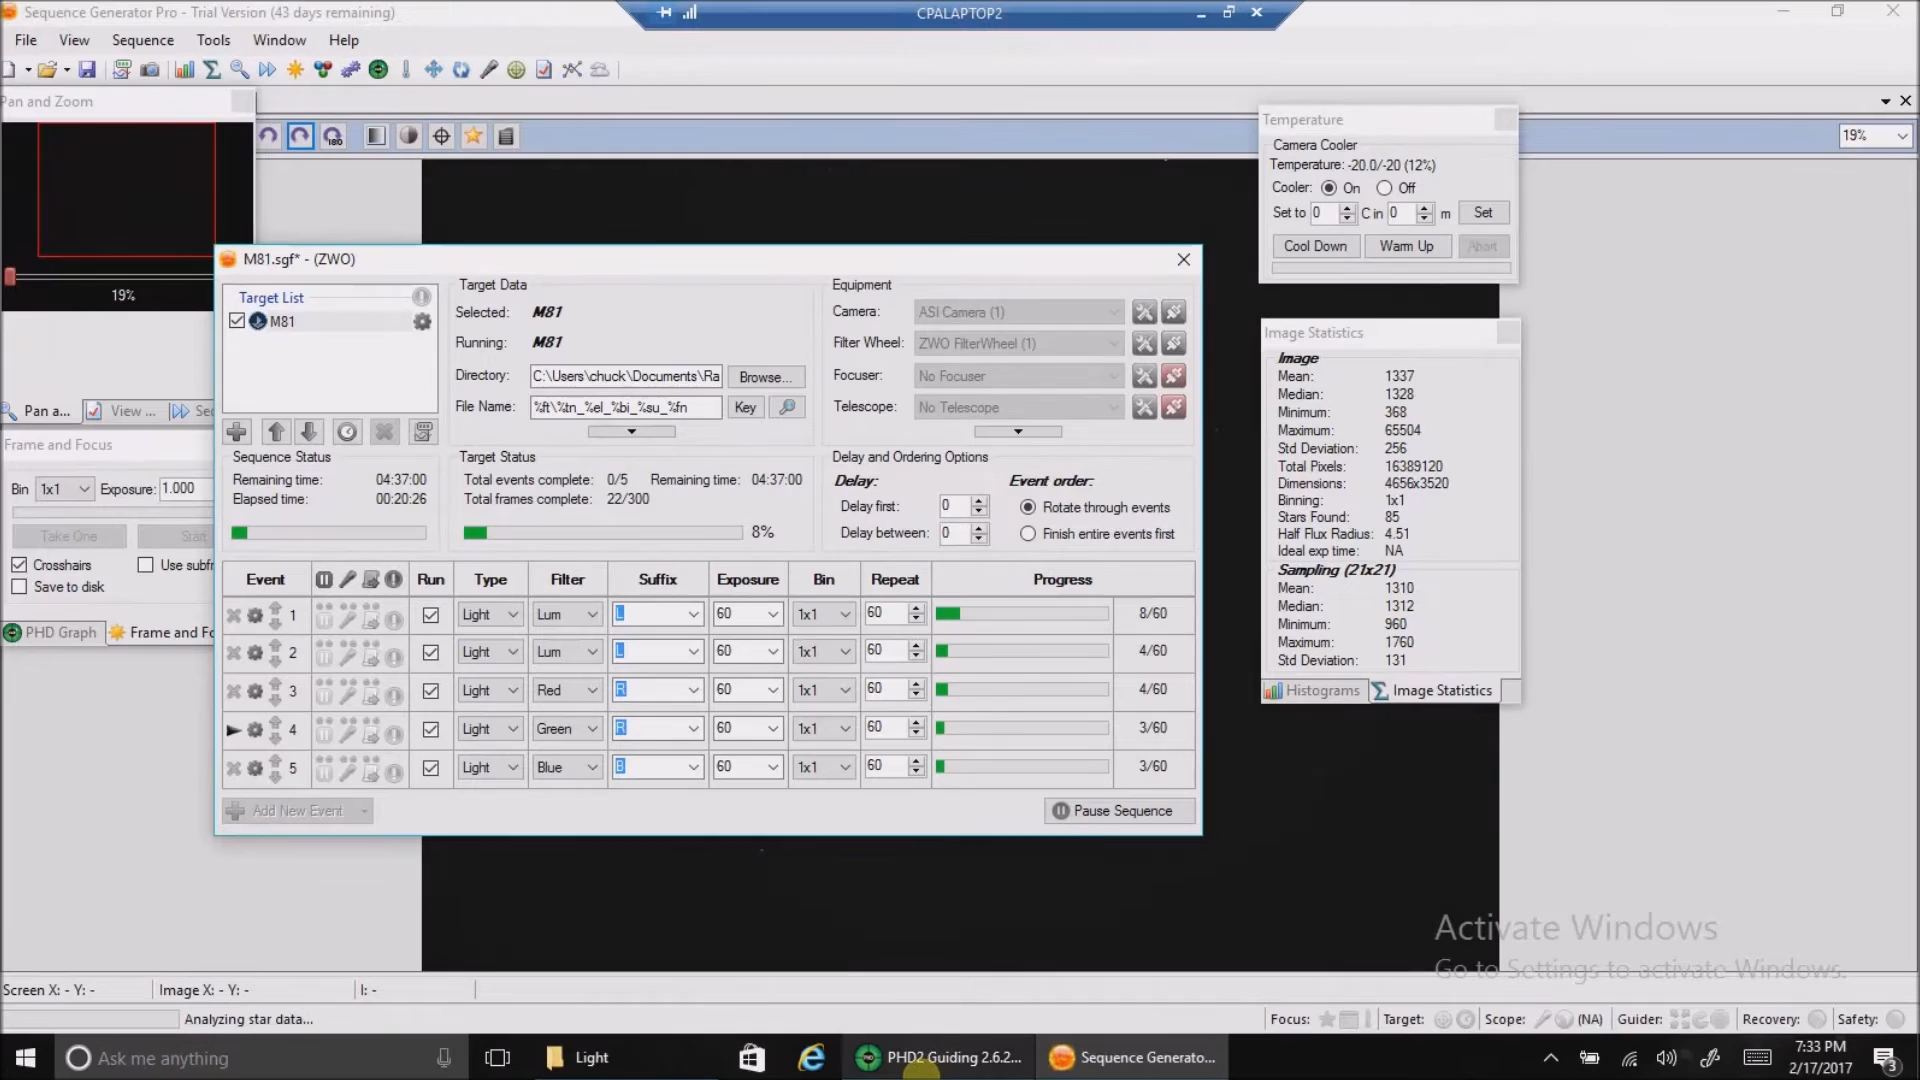 Sequence Generator Pro - Trial Version (43 days remaining)
CPALAPTOP2
File View Sequence Tools Window Help
Pan and Zoom
180
19%
19%
Temperature
Camera Cooler
Temperature: -20.0/-20 (12%)
Cooler: On Off
Set to 0 C in 0 m Set
Cool Down Warm Up Abort
M81.sgf* - (ZWO)
Target List
M81
Target Data
Selected: M81
Running: M81
Directory: C:\Users\chuck\Documents\Ra Browse...
File Name: %ft\%tn_%el_%bi_%su_%fn Key
Equipment
Camera: ASI Camera (1)
Filter Wheel: ZWO FilterWheel (1)
Focuser: No Focuser
Telescope: No Telescope
Pan a... View ... Sec
Frame and Focus
Bin 1x1 Exposure: 1.000
Take One Start
Crosshairs Use subfr
Save to disk
PHD Graph Frame and Fo
Sequence Status
Remaining time: 04:37:00
Elapsed time: 00:20:26
Target Status
Total events complete: 0/5 Remaining time: 04:37:00
Total frames complete: 22/300
8%
Delay and Ordering Options
Delay: Event order:
Delay first: 0 Rotate through events
Delay between: 0 Finish entire events first
Event Run Type Filter Suffix Exposure Bin Repeat Progress
1 Light Lum L 60 1x1 60 8/60
2 Light Lum L 60 1x1 60 4/60
3 Light Red R 60 1x1 60 4/60
4 Light Green R 60 1x1 60 3/60
5 Light Blue B 60 1x1 60 3/60
Add New Event Pause Sequence
Image Statistics
Image
Mean: 1337
Median: 1328
Minimum: 368
Maximum: 65504
Std Deviation: 256
Total Pixels: 16389120
Dimensions: 4656x3520
Binning: 1x1
Stars Found: 85
Half Flux Radius: 4.51
Ideal exp time: NA
Sampling (21x21)
Mean: 1310
Median: 1312
Minimum: 960
Maximum: 1760
Std Deviation: 131
Histograms Image Statistics
Activate Windows
Go to Settings to activate Windows.
Screen X: - Y: - Image X: - Y: - I: -
Analyzing star data... Focus: Target: Scope: (NA) Guider: Recovery: Safety:
Ask me anything Light PHD2 Guiding 2.6.2... Sequence Generato... 7:33 PM
2/17/2017 3